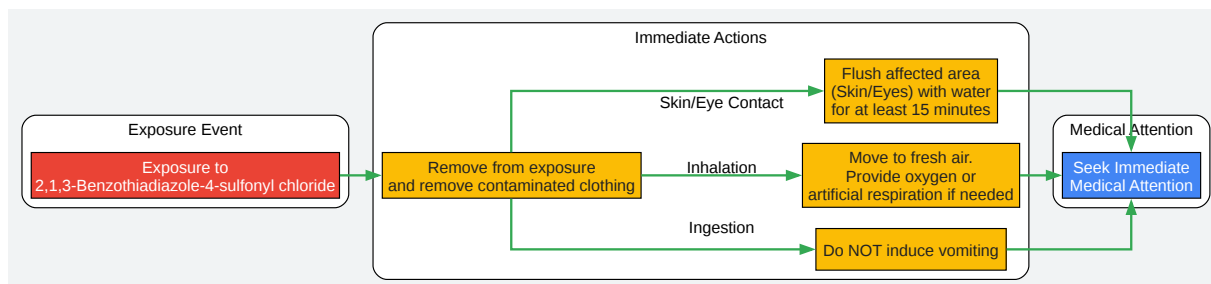 Exposure Event
Exposure to
2,1,3-Benzothiadiazole-4-sulfonyl chloride
Immediate Actions
Remove from exposure
and remove contaminated clothing
Skin/Eye Contact
Flush affected area
(Skin/Eyes) with water
for at least 15 minutes
Inhalation
Move to fresh air.
Provide oxygen or
artificial respiration if needed
Ingestion
Do NOT induce vomiting
Medical Attention
Seek Immediate
Medical Attention